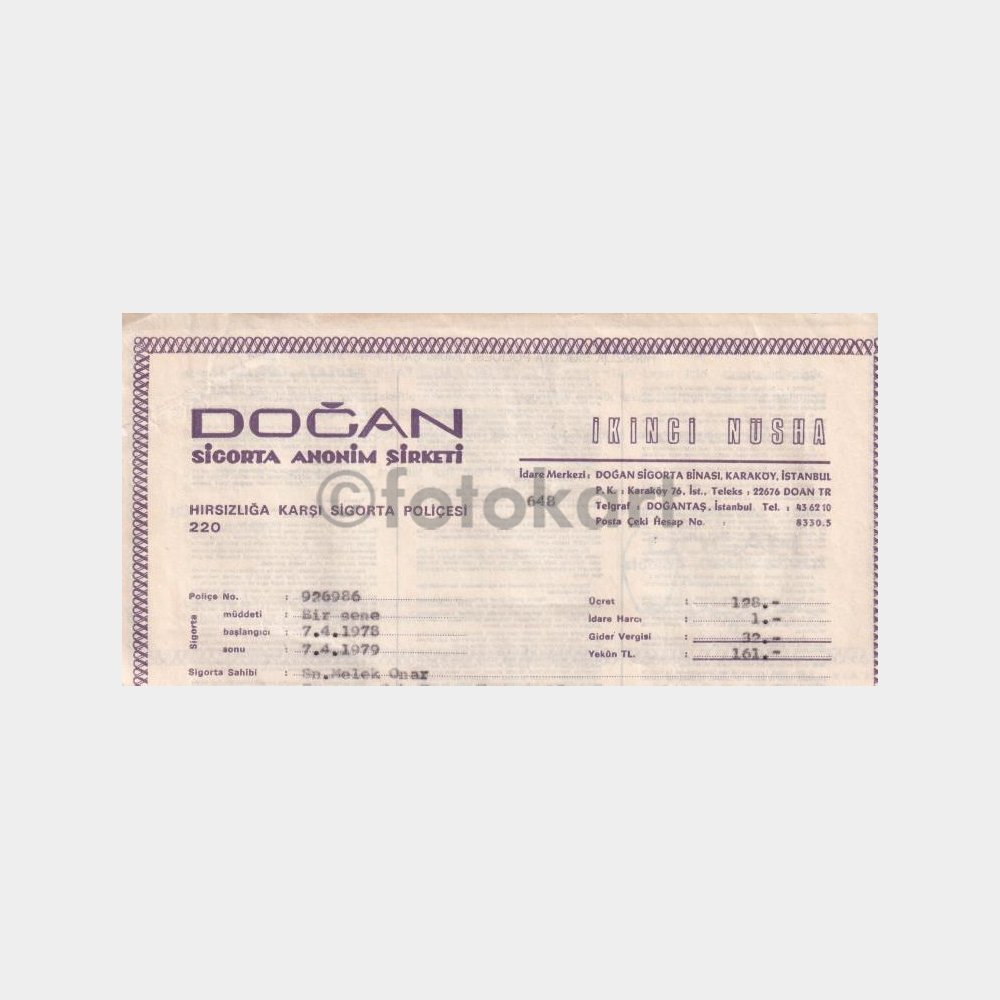 DOĞAN
SİGORTA ANONİM ŞİRKETİ
HIRSIZLIĞA KARŞI SİGORTA POLİÇESİ
220
İKİNCİ NÜSHA
İdare Merkezi : DOĞAN SİGORTA BİNASI, KARAKÖY, İSTANBUL
P. K. : Karaköy 76, İst., Teleks : 22676 DOAN TR
648
Telgraf : DOĞANTAŞ, İstanbul Tel. : 43 62 10
Posta Çeki Hesap No. : 8330.5
©fotokart
Poliçe No. : 926986
Sigorta
müddeti : Bir sene
başlangıcı : 7.4.1978
sonu : 7.4.1979
Sigorta Sahibi : Sn.Melek Onar
Ücret : 128.-
İdare Harcı : 1.-
Gider Vergisi : 32.-
Yekûn TL. : 161.-